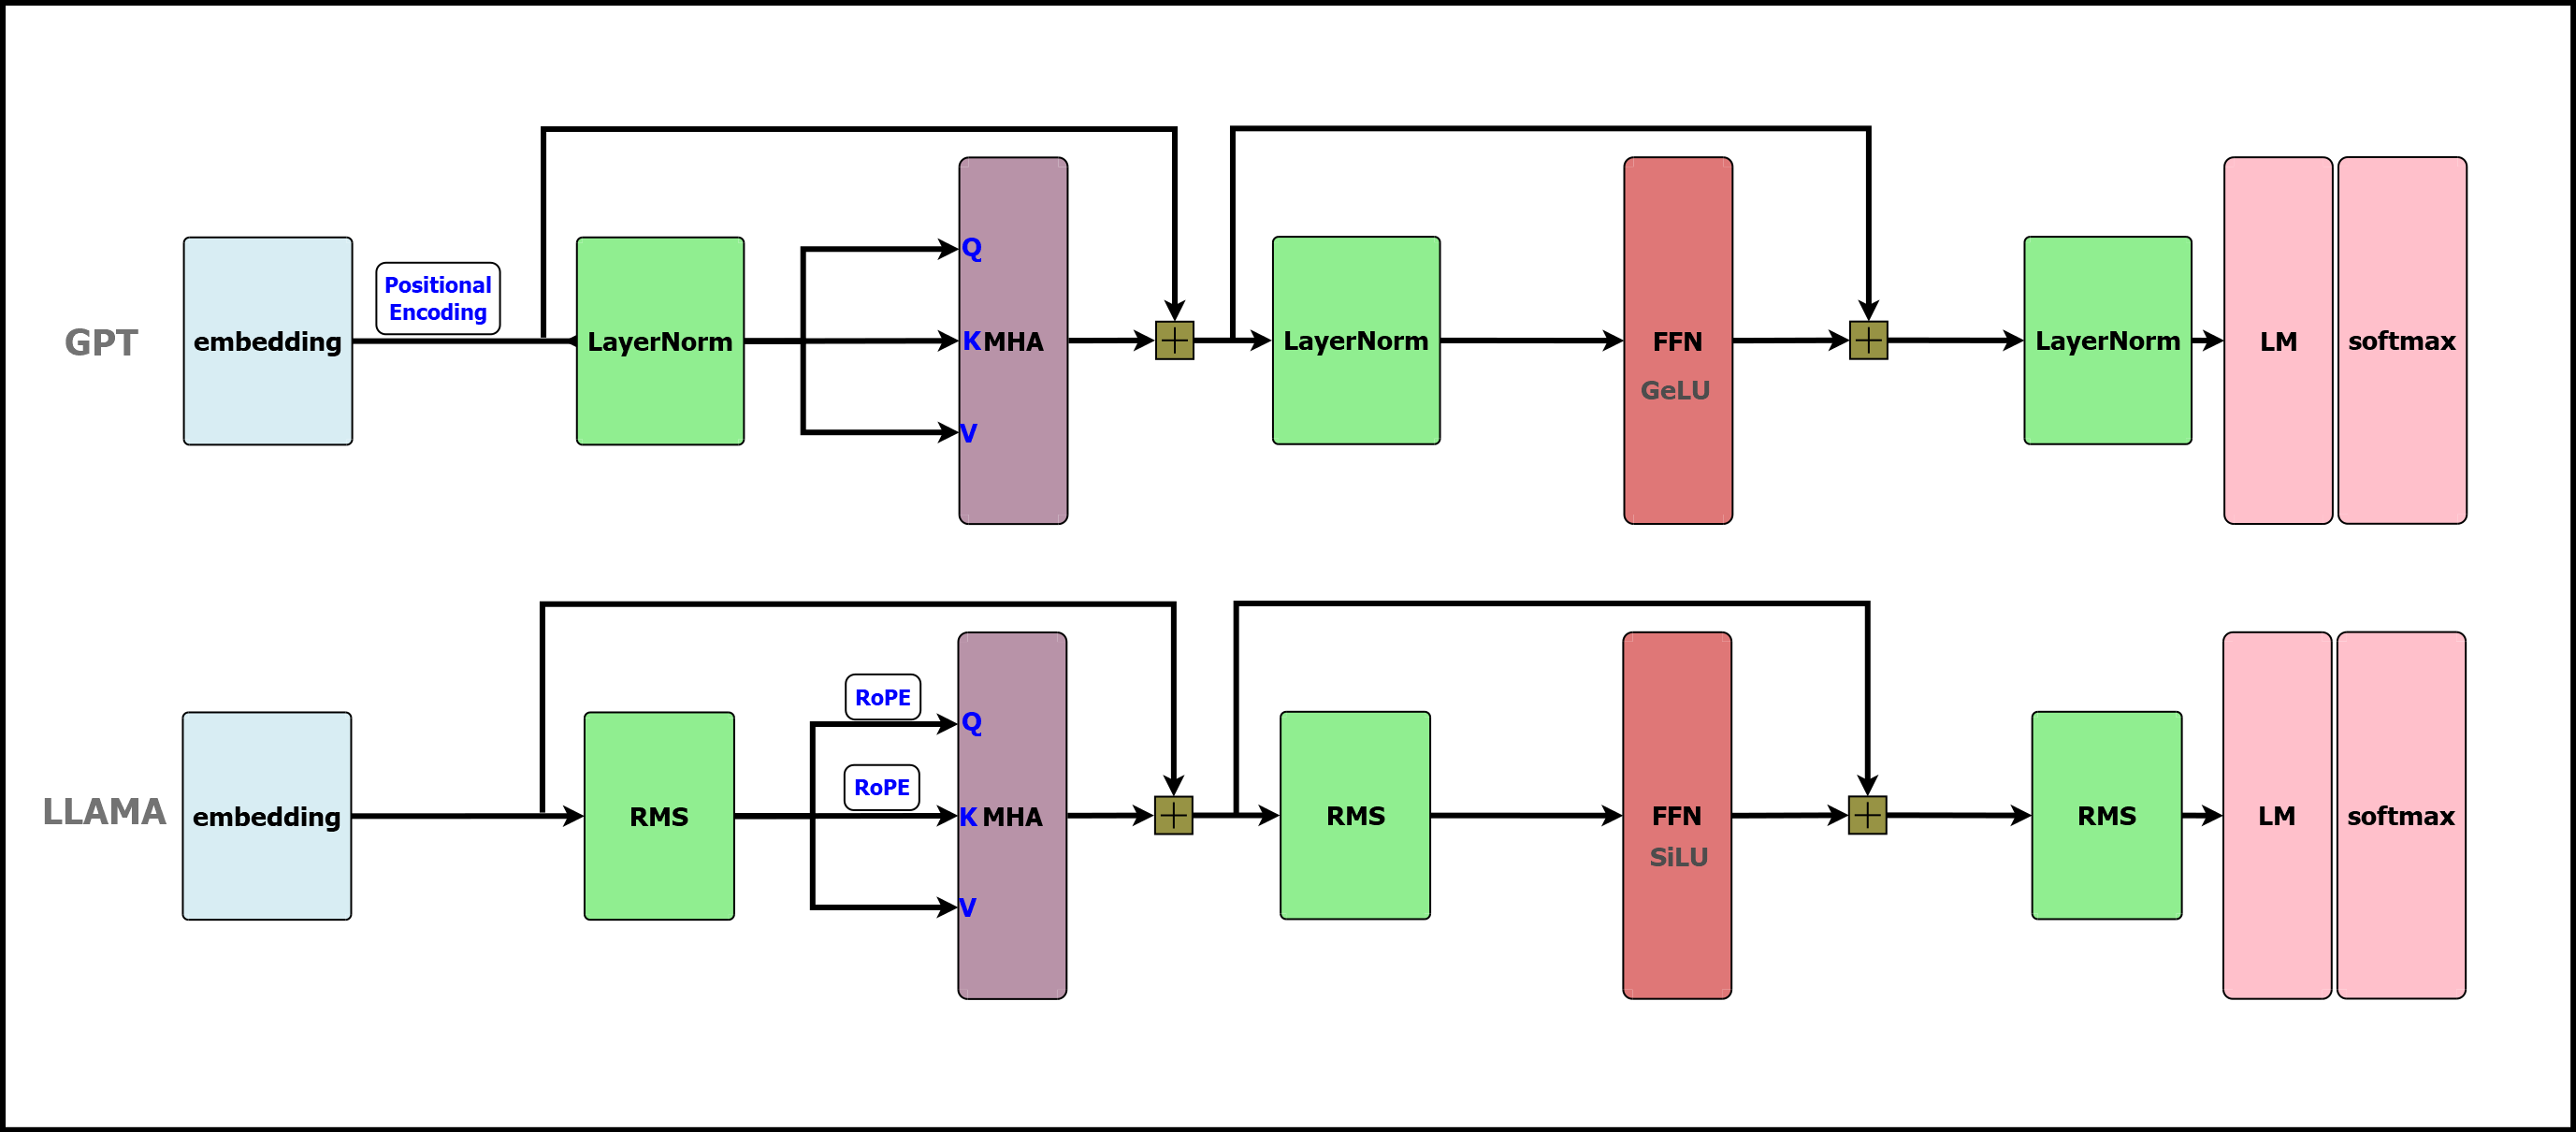 Positional
Encoding
GPT
embedding
LayerNorm
Q
K
V
MHA
LayerNorm
FFN
GeLU
LayerNorm
LM
softmax
LLAMA
embedding
RMS
RoPE
RoPE
Q
K
V
MHA
RMS
FFN
SiLU
RMS
LM
softmax